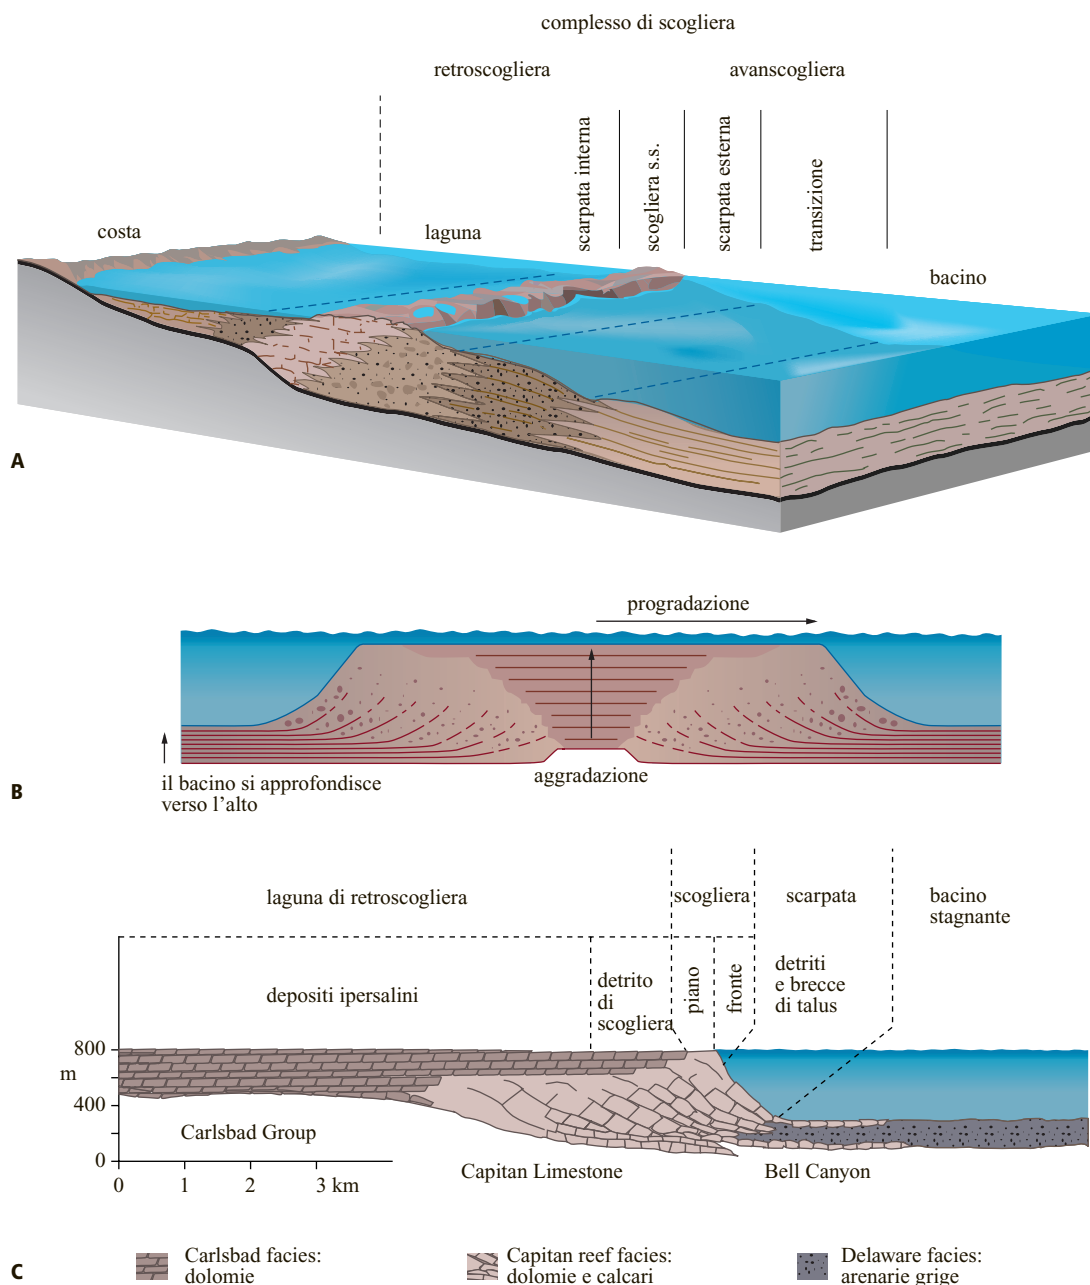 complesso di scogliera
retroscogliera
avanscogliera
scarpata interna
scogliera s.s.
scarpata esterna
transizione
costa
laguna
bacino
A
progradazione
aggradazione
il bacino si approfondisce
verso l'alto
B
laguna di retroscogliera
scogliera
scarpata
bacino
stagnante
depositi ipersalini
detrito
di
scogliera
piano
fronte
detriti
e brecce
di talus
800
m
400
0
Carlsbad Group
Capitan Limestone
Bell Canyon
0
1
2
3 km
C
Carlsbad facies:
dolomie
Capitan reef facies:
dolomie e calcari
Delaware facies:
arenarie grige